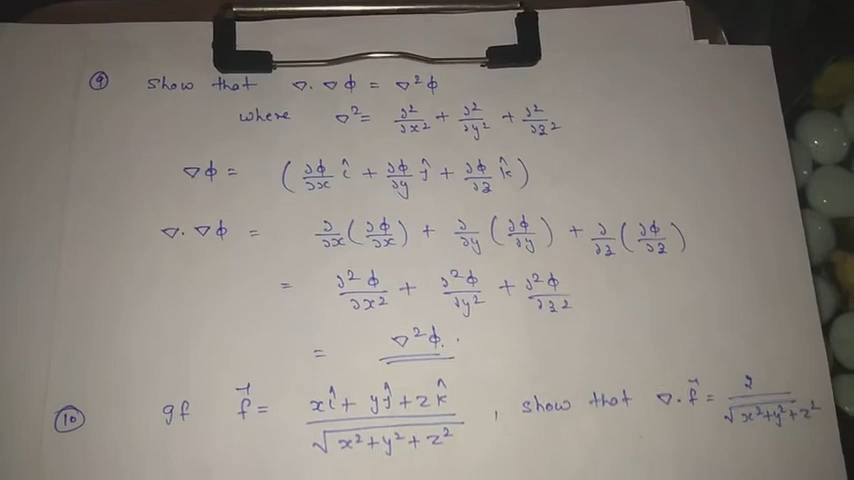 9 show that ∇. ∇ϕ = ∇²ϕ
where ∇² = ∂²/∂x² + ∂²/∂y² + ∂²/∂z²
∇ϕ = (∂ϕ/∂x î + ∂ϕ/∂y ĵ + ∂ϕ/∂z k̂)
∇. ∇ϕ = ∂/∂x (∂ϕ/∂x) + ∂/∂y (∂ϕ/∂y) + ∂/∂z (∂ϕ/∂z)
= ∂²ϕ/∂x² + ∂²ϕ/∂y² + ∂²ϕ/∂z²
= ∇²ϕ.
10 If f⃗ = (xî + yĵ + zk̂)/√(x²+y²+z²), show that ∇. f⃗ = 2/√(x²+y²+z²)